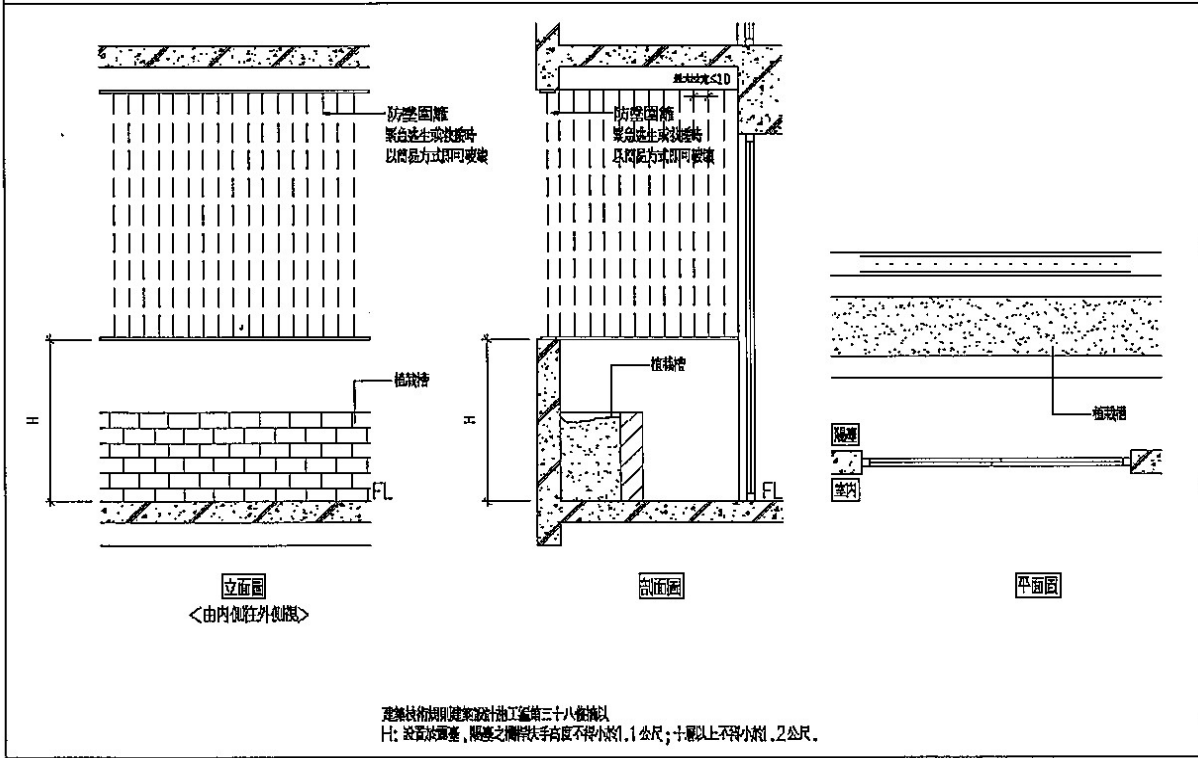 防墜圍籬
緊急逃生或救援時
以簡易方式即可破壞
植栽槽
H
FL
立面圖
<由內側往外側視>
最大淨寬≤10
防墜圍籬
緊急逃生或救援時
以簡易方式即可破壞
植栽槽
H
FL
剖面圖
植栽槽
陽臺
室內
平面圖
建築技術規則建築設計施工編第三十八條
H: 設置於露臺、陽臺之欄桿扶手高度不得小於1.1公尺;十層以上不得小於1.2公尺.